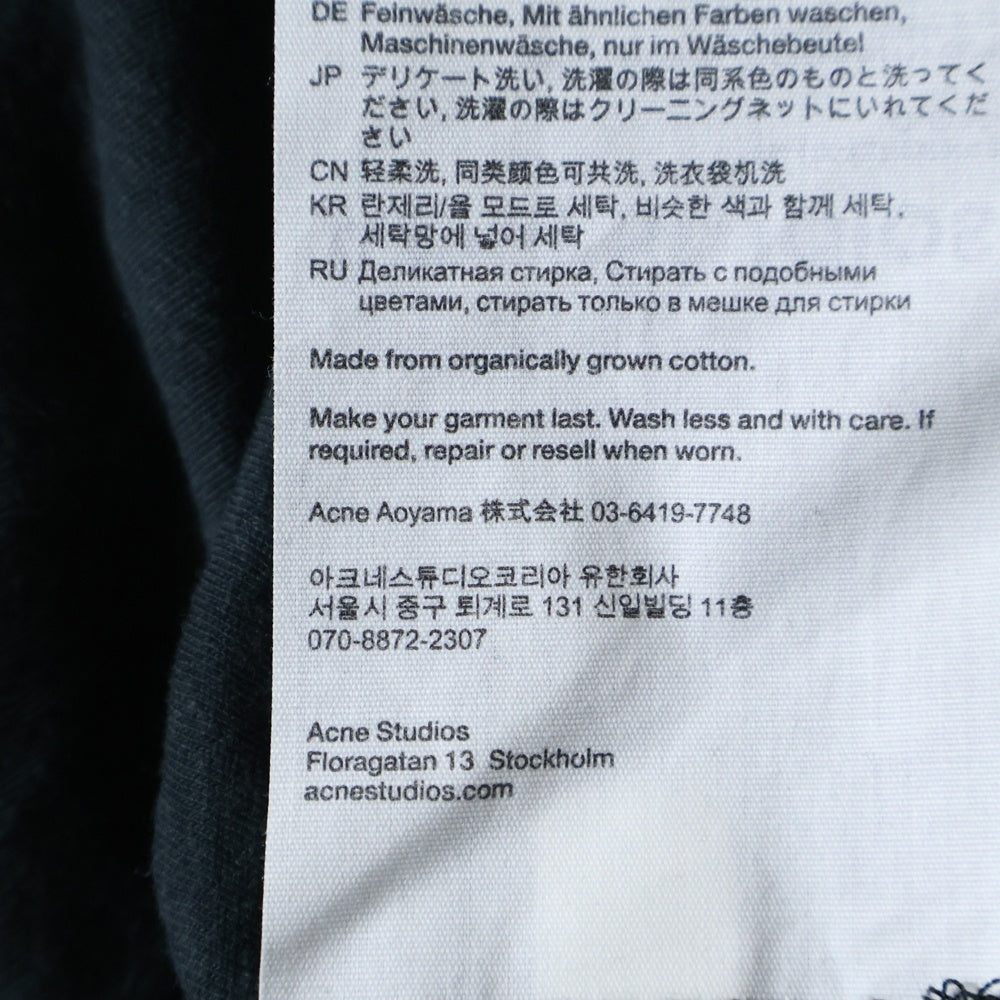 DE Feinwäsche, Mit ähnlichen Farben waschen,
Maschinenwäsche, nur im Wäschebeutel
JP デリケート洗い, 洗濯の際は同系色のものと洗ってく
ださい, 洗濯の際はクリーニングネットにいれてくだ
さい
CN 轻柔洗, 同类颜色可共洗, 洗衣袋机洗
KR 란제리/울 모드로 세탁, 비슷한 색과 함께 세탁,
세탁망에 넣어 세탁
RU Деликатная стирка, Стирать с подобными
цветами, стирать только в мешке для стирки
Made from organically grown cotton.
Make your garment last. Wash less and with care. If
required, repair or resell when worn.
Acne Aoyama 株式会社 03-6419-7748
아크네스튜디오코리아 유한회사
서울시 중구 퇴계로 131 신일빌딩 11층
070-8872-2307
Acne Studios
Floragatan 13 Stockholm
acnestudios.com